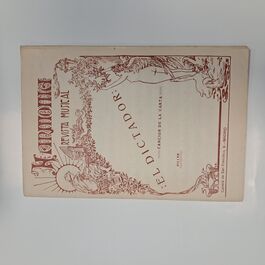 Harmonia
REVISTA MUSICAL
:EL DICTADOR:
CANCION DE LA CARTA